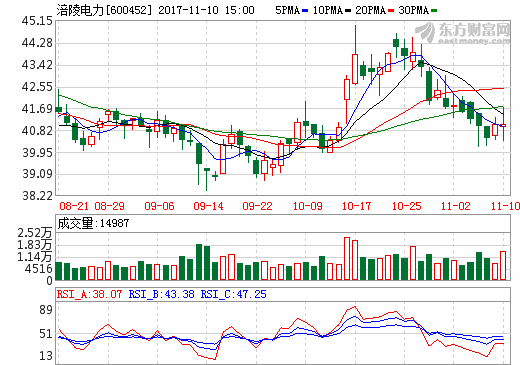 涪陵电力[600452] 2017-11-10 15:00 5PMA 10PMA 20PMA 30PMA
东方财富网
eastmoney.com
45.15
44.28
43.42
42.55
41.69
40.82
39.95
39.09
38.22
08-21 08-29 09-06 09-14 09-22 10-09 10-17 10-25 11-02 11-10
成交量:14987
2.52万
1.83万
1.14万
4516
0
RSI_A:38.07 RSI_B:43.38 RSI_C:47.25
89
51
13